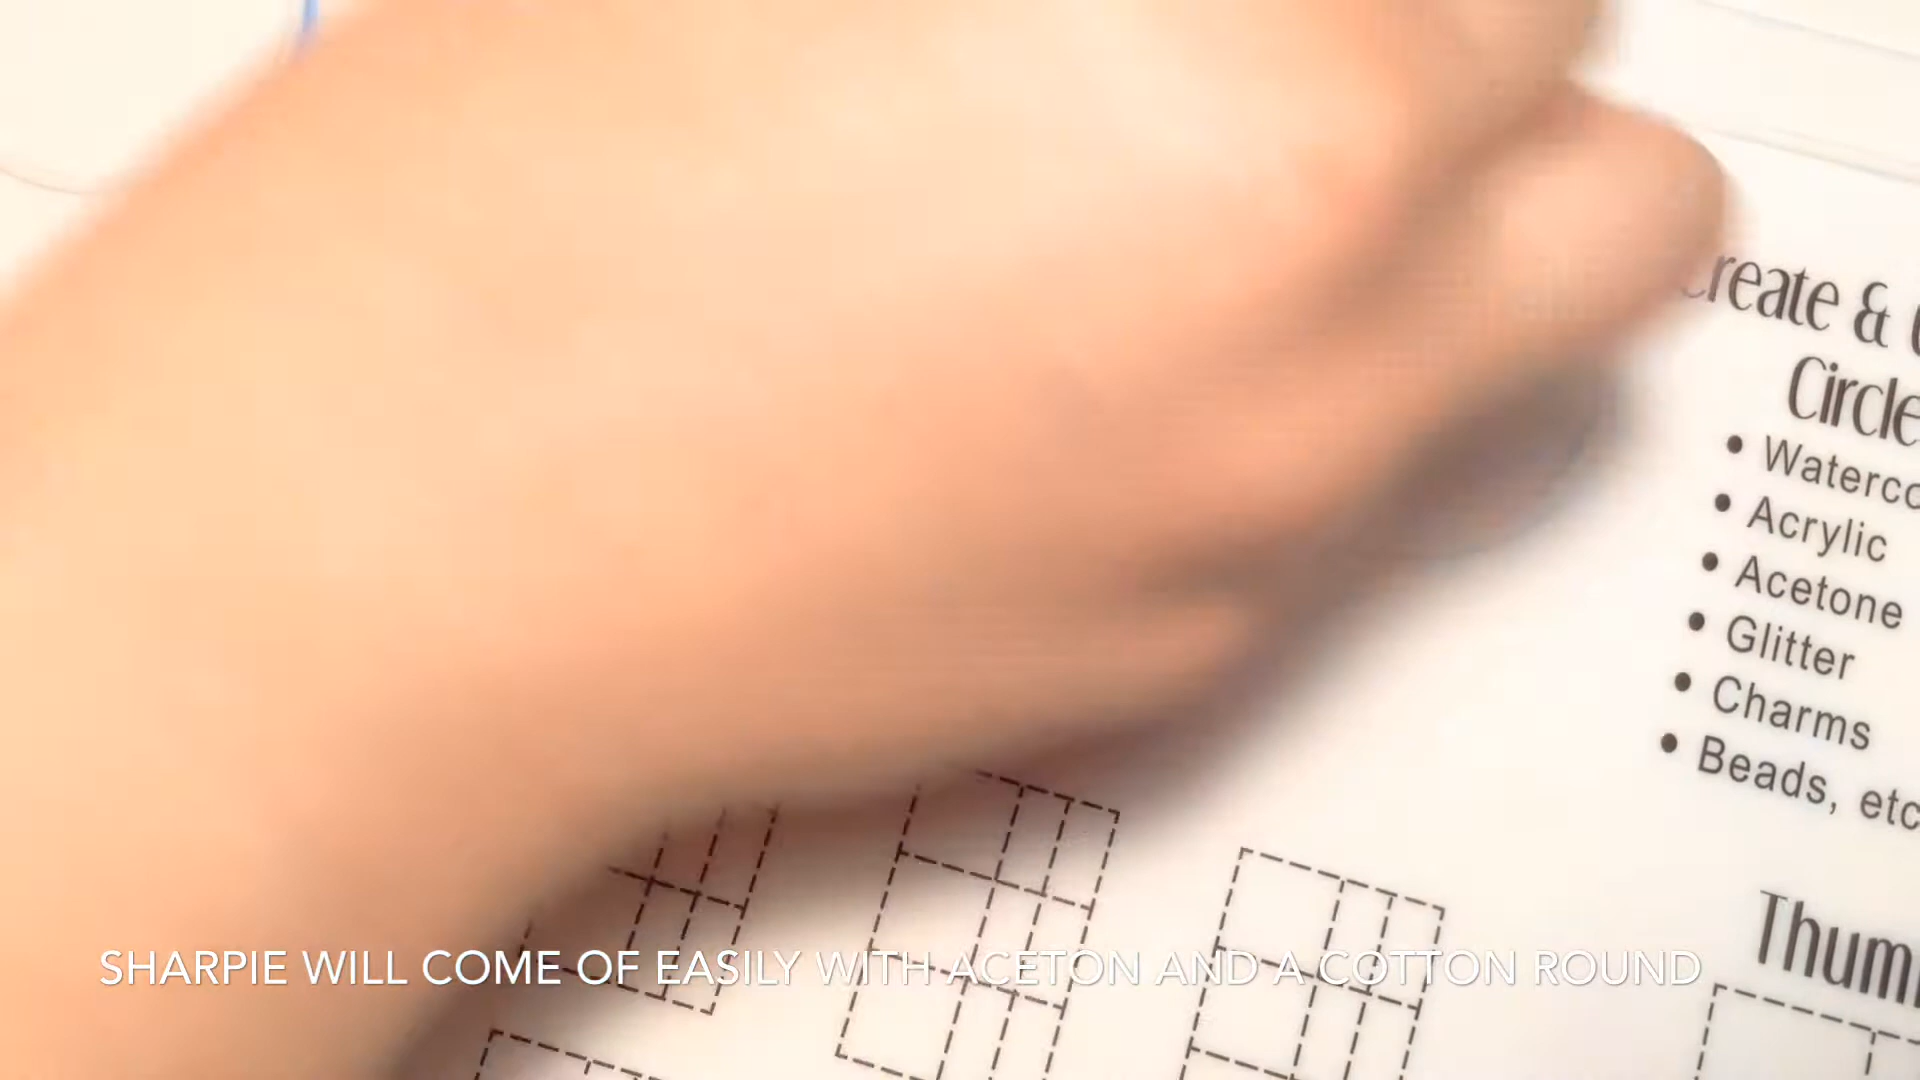 reate &
Circle
• Waterco
• Acrylic
• Acetone
• Glitter
• Charms
• Beads, etc
Thum
SHARPIE WILL COME OF EASILY WITH ACETON AND A COTTON ROUND